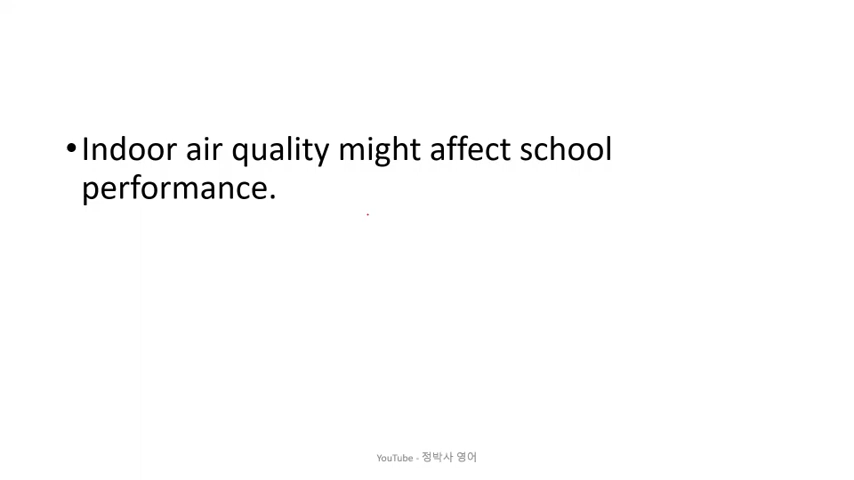 •Indoor air quality might affect school
performance.
YouTube - 정박사 영어